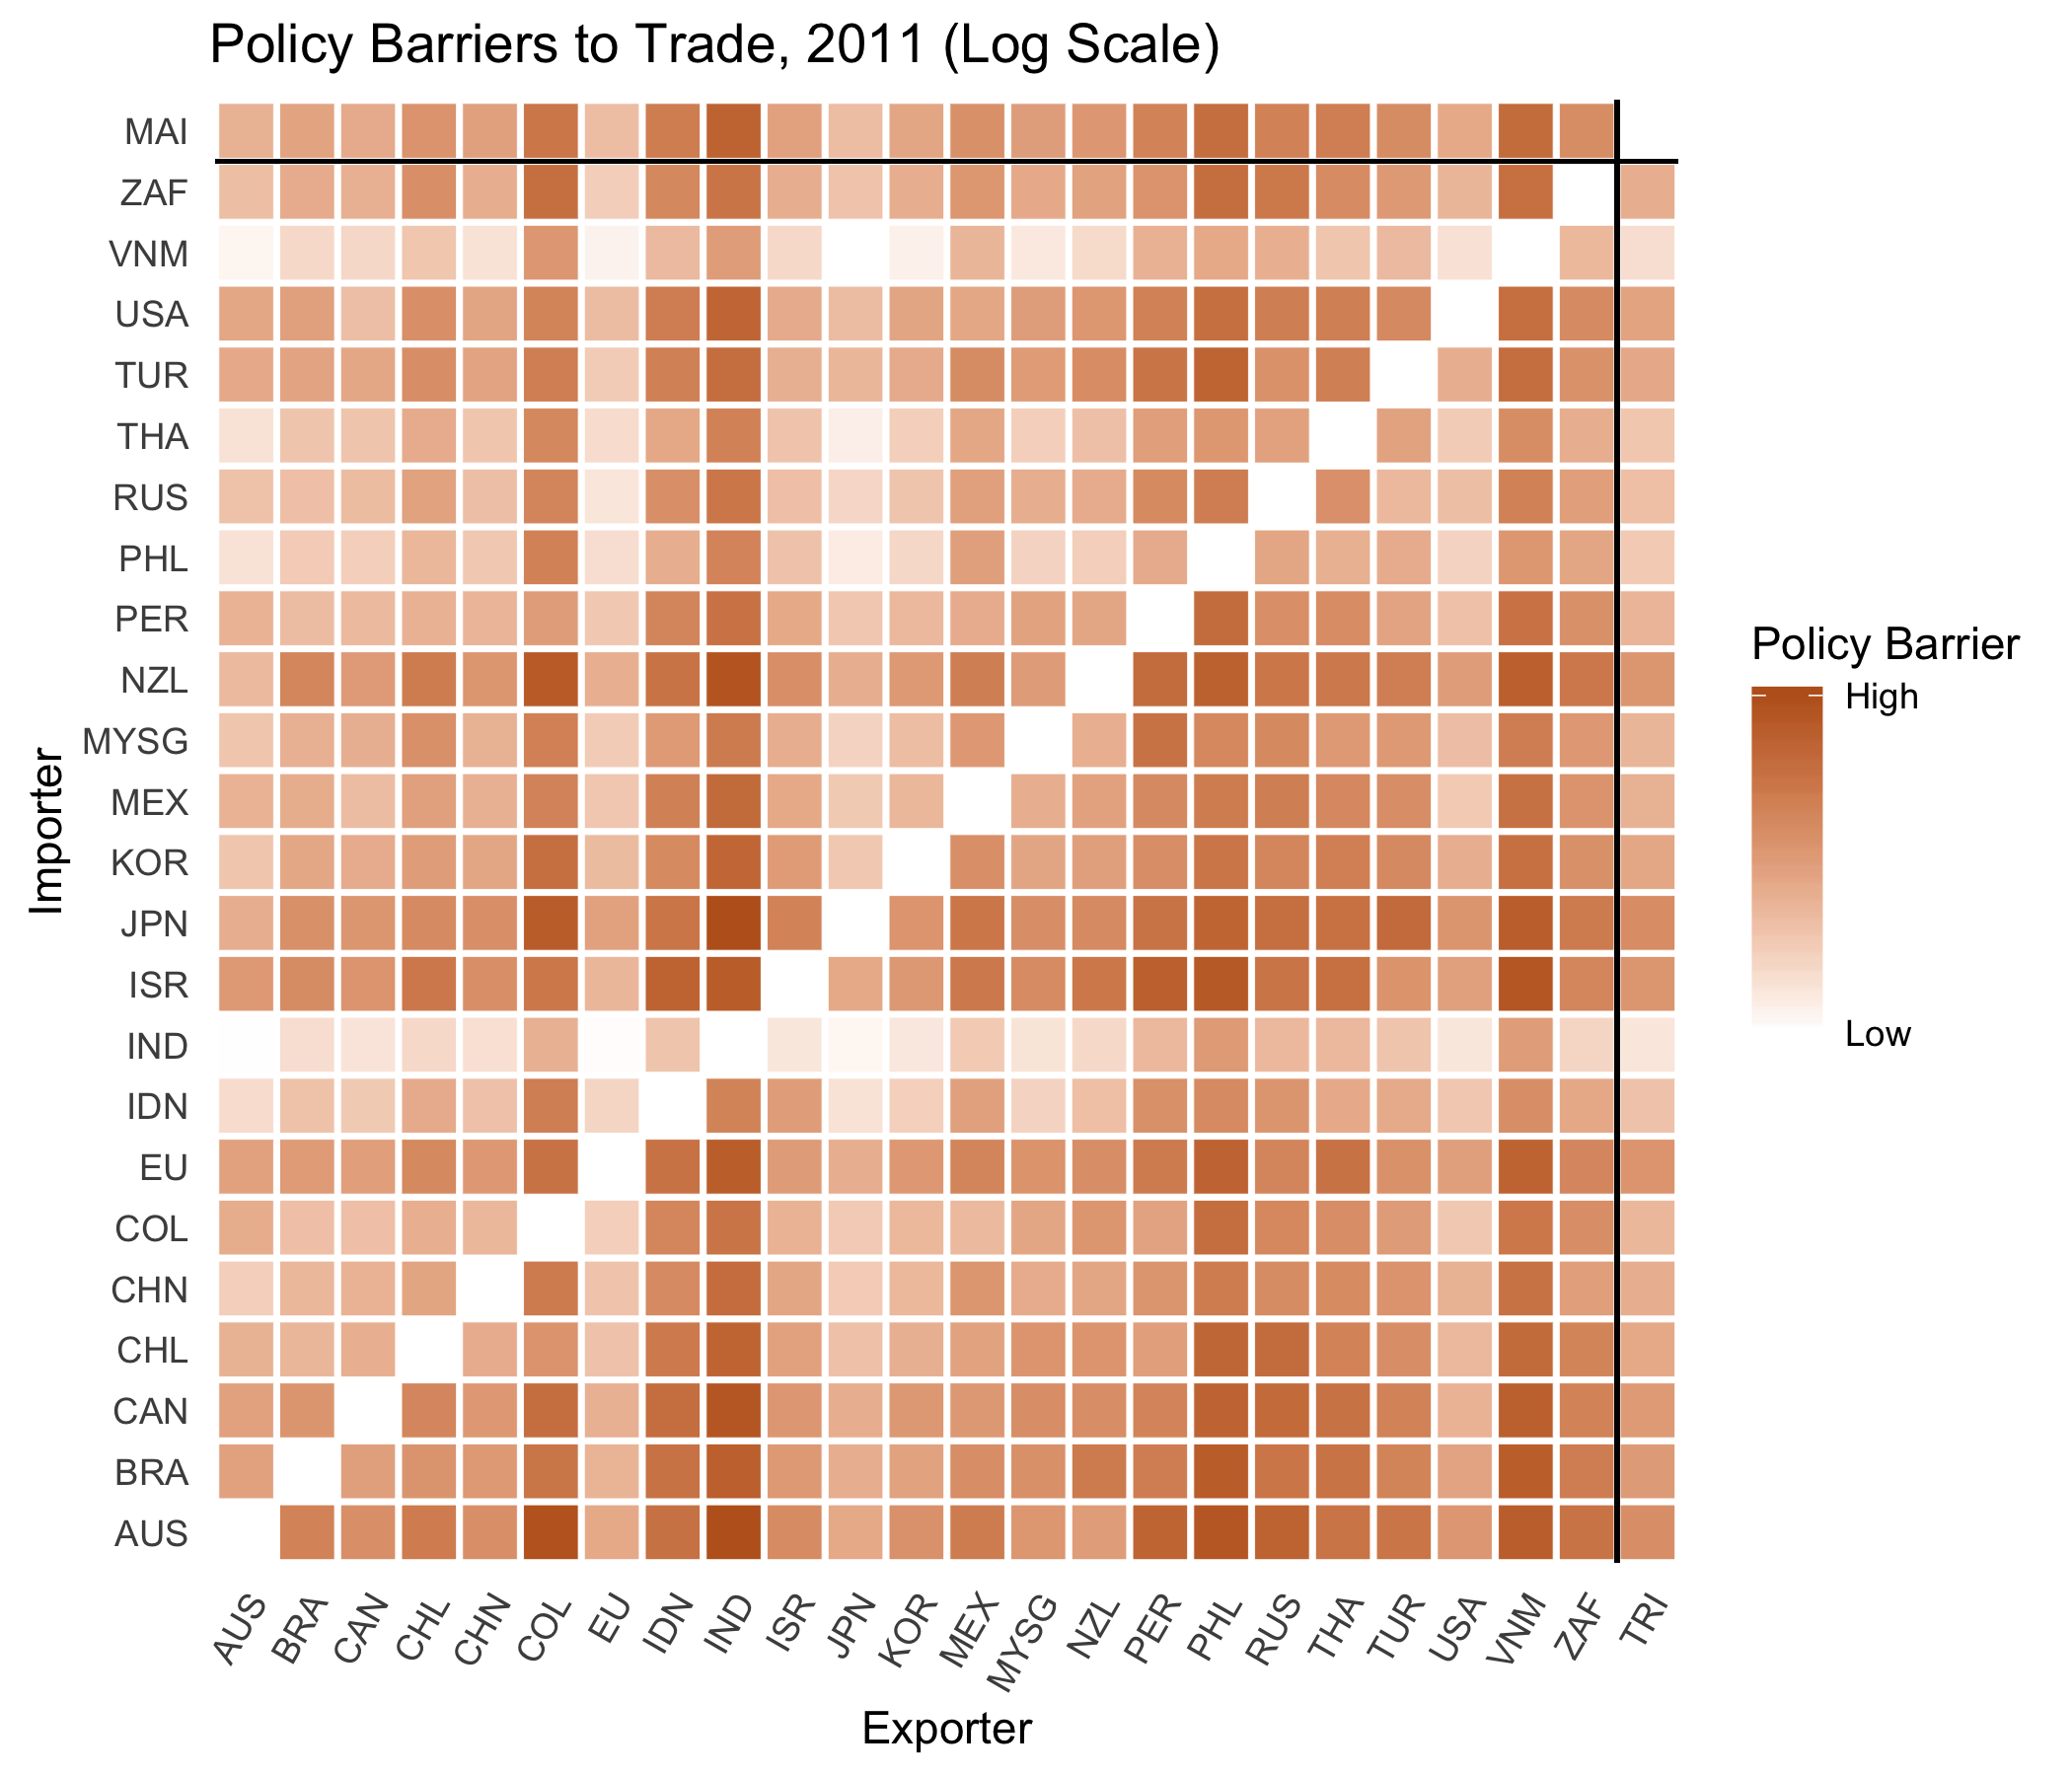 Policy Barriers to Trade, 2011 (Log Scale)
MAI
ZAF
VNM
USA
TUR
THA
RUS
PHL
PER
NZL
MYSG
MEX
KOR
JPN
ISR
IND
IDN
EU
COL
CHN
CHL
CAN
BRA
AUS
Importer
AUS
BRA
CAN
CHL
CHN
COL
EU
IDN
IND
ISR
JPN
KOR
MEX
MYSG
NZL
PER
PHL
RUS
THA
TUR
USA
VNM
ZAF
TRI
Exporter
Policy Barrier
High
Low